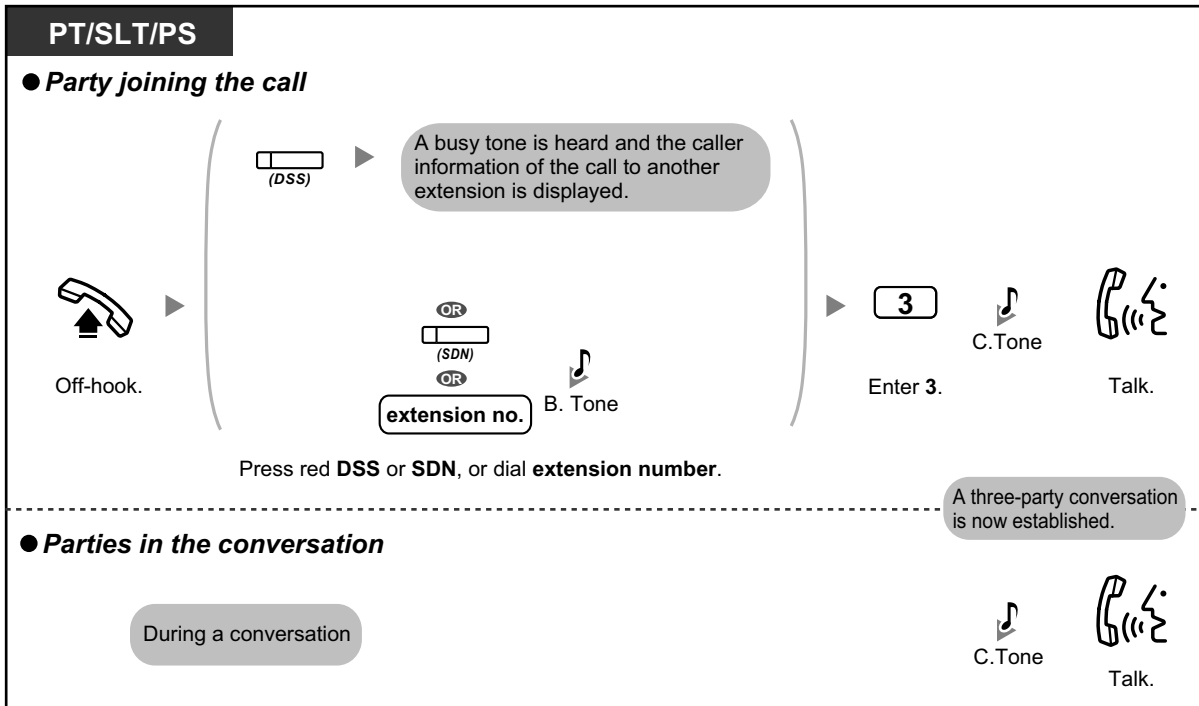 PT/SLT/PS
● Party joining the call
(DSS)
A busy tone is heard and the caller
information of the call to another
extension is displayed.
OR
(SDN)
OR
extension no.
B. Tone
Off-hook.
3
C.Tone
Enter 3.
Talk.
Press red DSS or SDN, or dial extension number.
A three-party conversation
is now established.
● Parties in the conversation
During a conversation
C.Tone
Talk.